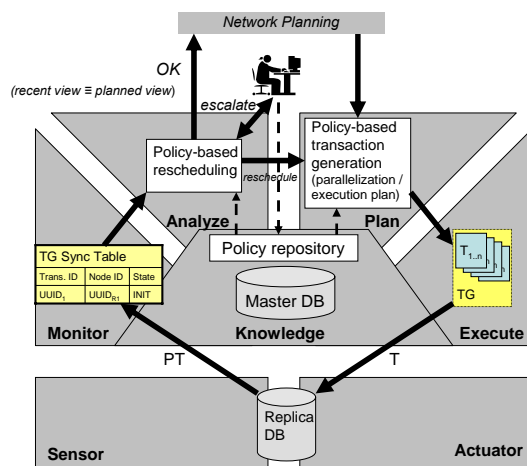 Network Planning
OK
(recent view ≡ planned view)
escalate
Policy-based
rescheduling
reschedule
Policy-based
transaction
generation
(parallelization /
execution plan)
Analyze
Plan
Policy repository
TG Sync Table
Trans. ID Node ID State
UUID₁ UUID_R1 INIT
T₁..ₙ
TG
Master DB
Monitor
Knowledge
Execute
PT
T
Replica
DB
Sensor
Actuator